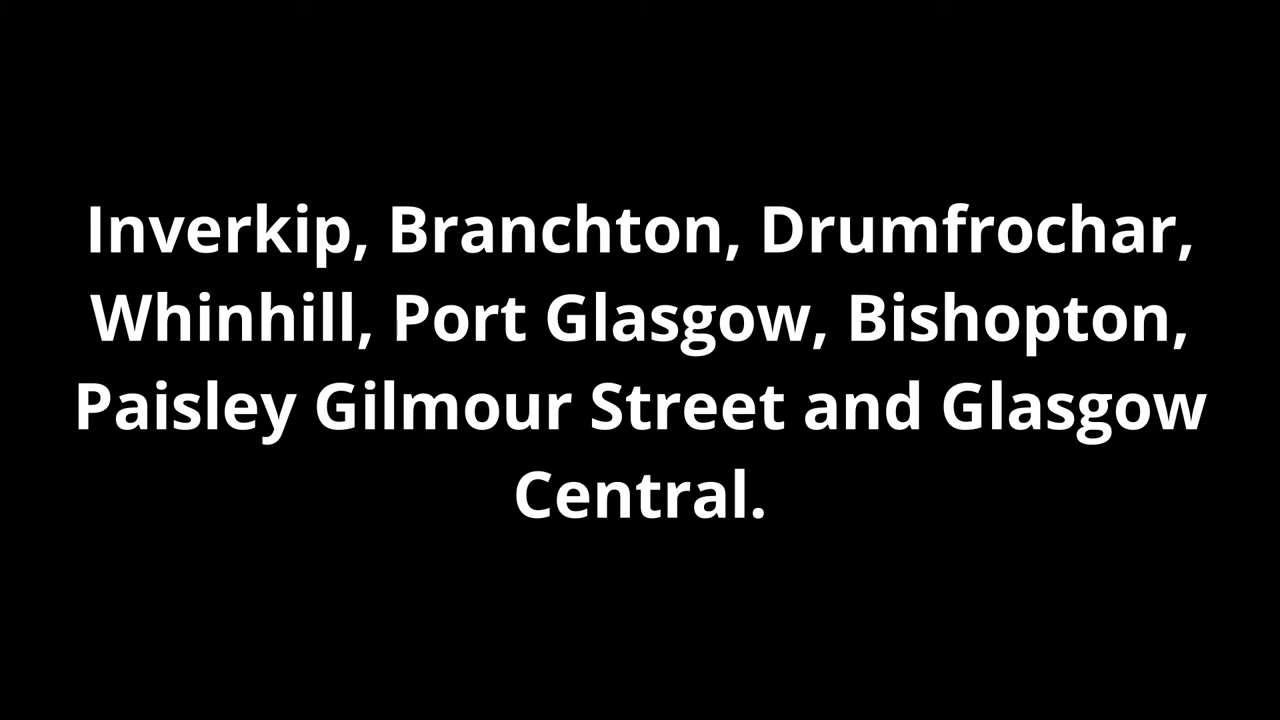 Inverkip, Branchton, Drumfrochar,
Whinhill, Port Glasgow, Bishopton,
Paisley Gilmour Street and Glasgow
Central.